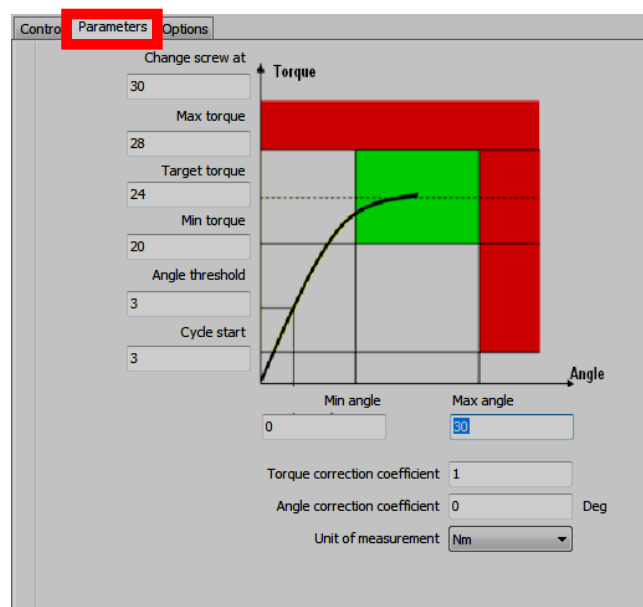 Contro Parameters Options
Change screw at
30
Torque
Max torque
28
Target torque
24
Min torque
20
Angle threshold
3
Cycle start
3
Angle
Min angle Max angle
0 30
Torque correction coefficient 1
Angle correction coefficient 0 Deg
Unit of measurement Nm